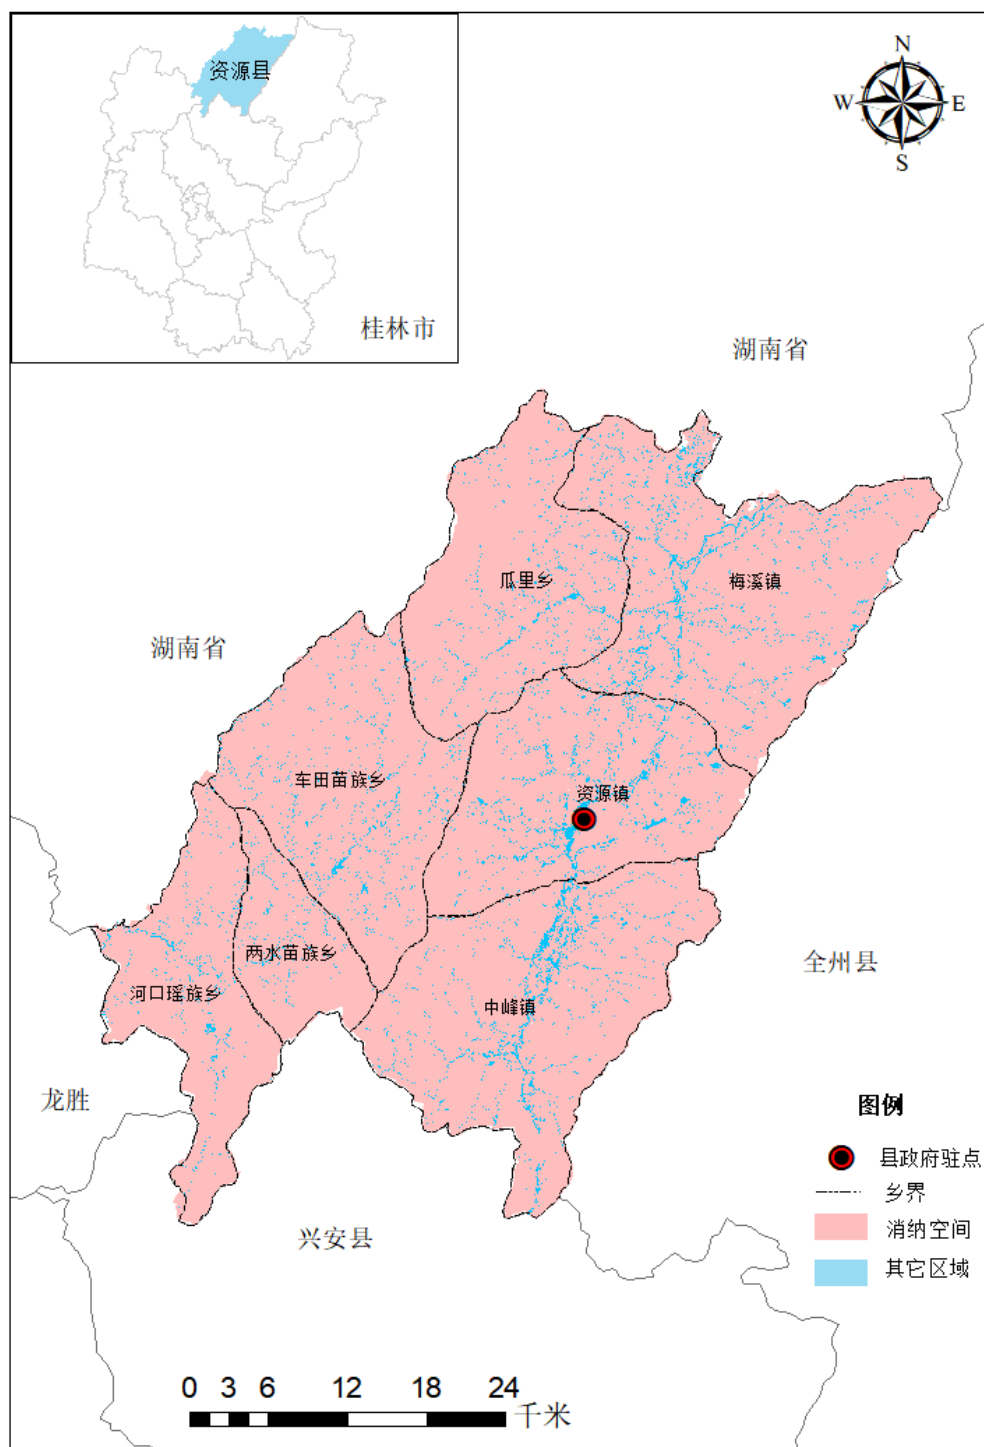 资源县
桂林市
N
W
E
S
湖南省
湖南省
瓜里乡
梅溪镇
车田苗族乡
资源镇
两水苗族乡
河口瑶族乡
中峰镇
全州县
龙胜
兴安县
图例
县政府驻点
乡界
消纳空间
其它区域
0 3 6 12 18 24
千米